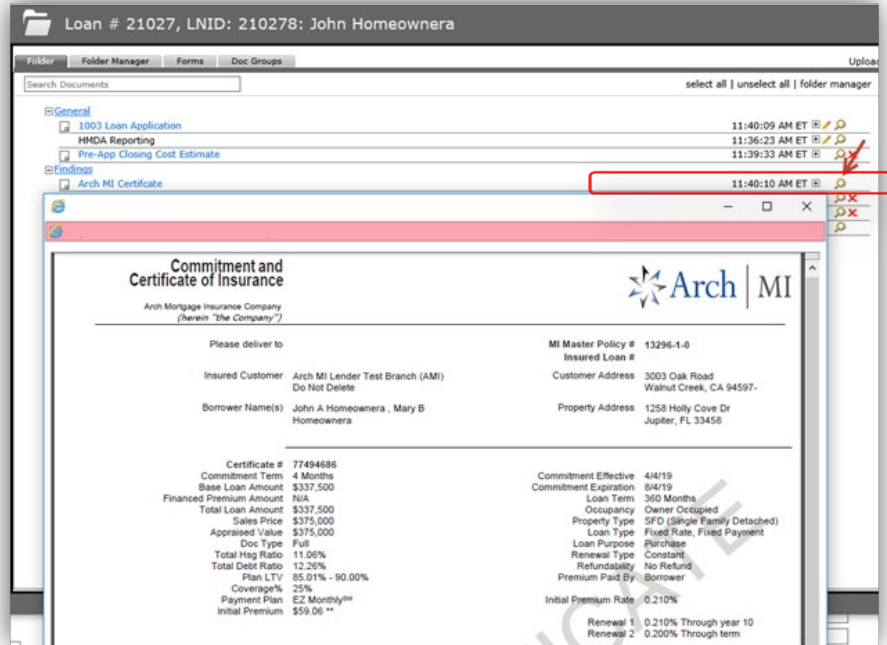 Loan # 21027, LNID: 210278: John Homeownera
Folder Folder Manager Forms Doc Groups Upload
Search Documents select all | unselect all | folder manager
General
1003 Loan Application 11:40:09 AM ET
HMDA Reporting 11:36:23 AM ET
Pre-App Closing Cost Estimate 11:39:33 AM ET
Findings
Arch MI Certifcate 11:40:10 AM ET
Commitment and
Certificate of Insurance
Arch | MI
Arch Mortgage Insurance Company
(herein "the Company")
Please deliver to MI Master Policy # 13296-1-0
Insured Loan #
Insured Customer Arch MI Lender Test Branch (AMI) Customer Address 3003 Oak Road
Do Not Delete Walnut Creek, CA 94597-
Borrower Name(s) John A Homeownera , Mary B Property Address 1258 Holly Cove Dr
Homeownera Jupiter, FL 33458
Certificate # 77494686
Commitment Term 4 Months Commitment Effective 4/4/19
Base Loan Amount $337,500 Commitment Expiration 8/4/19
Financed Premium Amount N/A Loan Term 360 Months
Total Loan Amount $337,500 Occupancy Owner Occupied
Sales Price $375,000 Property Type SFD (Single Family Detached)
Appraised Value $375,000 Loan Type Fixed Rate, Fixed Payment
Doc Type Full Loan Purpose Purchase
Total Hsg Ratio 11.06% Renewal Type Constant
Total Debt Ratio 12.26% Refundability No Refund
Plan LTV 85.01% - 90.00% Premium Paid By Borrower
Coverage% 25%
Payment Plan EZ Monthly℠ Initial Premium Rate 0.210%
Initial Premium $59.06 **
Renewal 1 0.210% Through year 10
Renewal 2 0.200% Through term